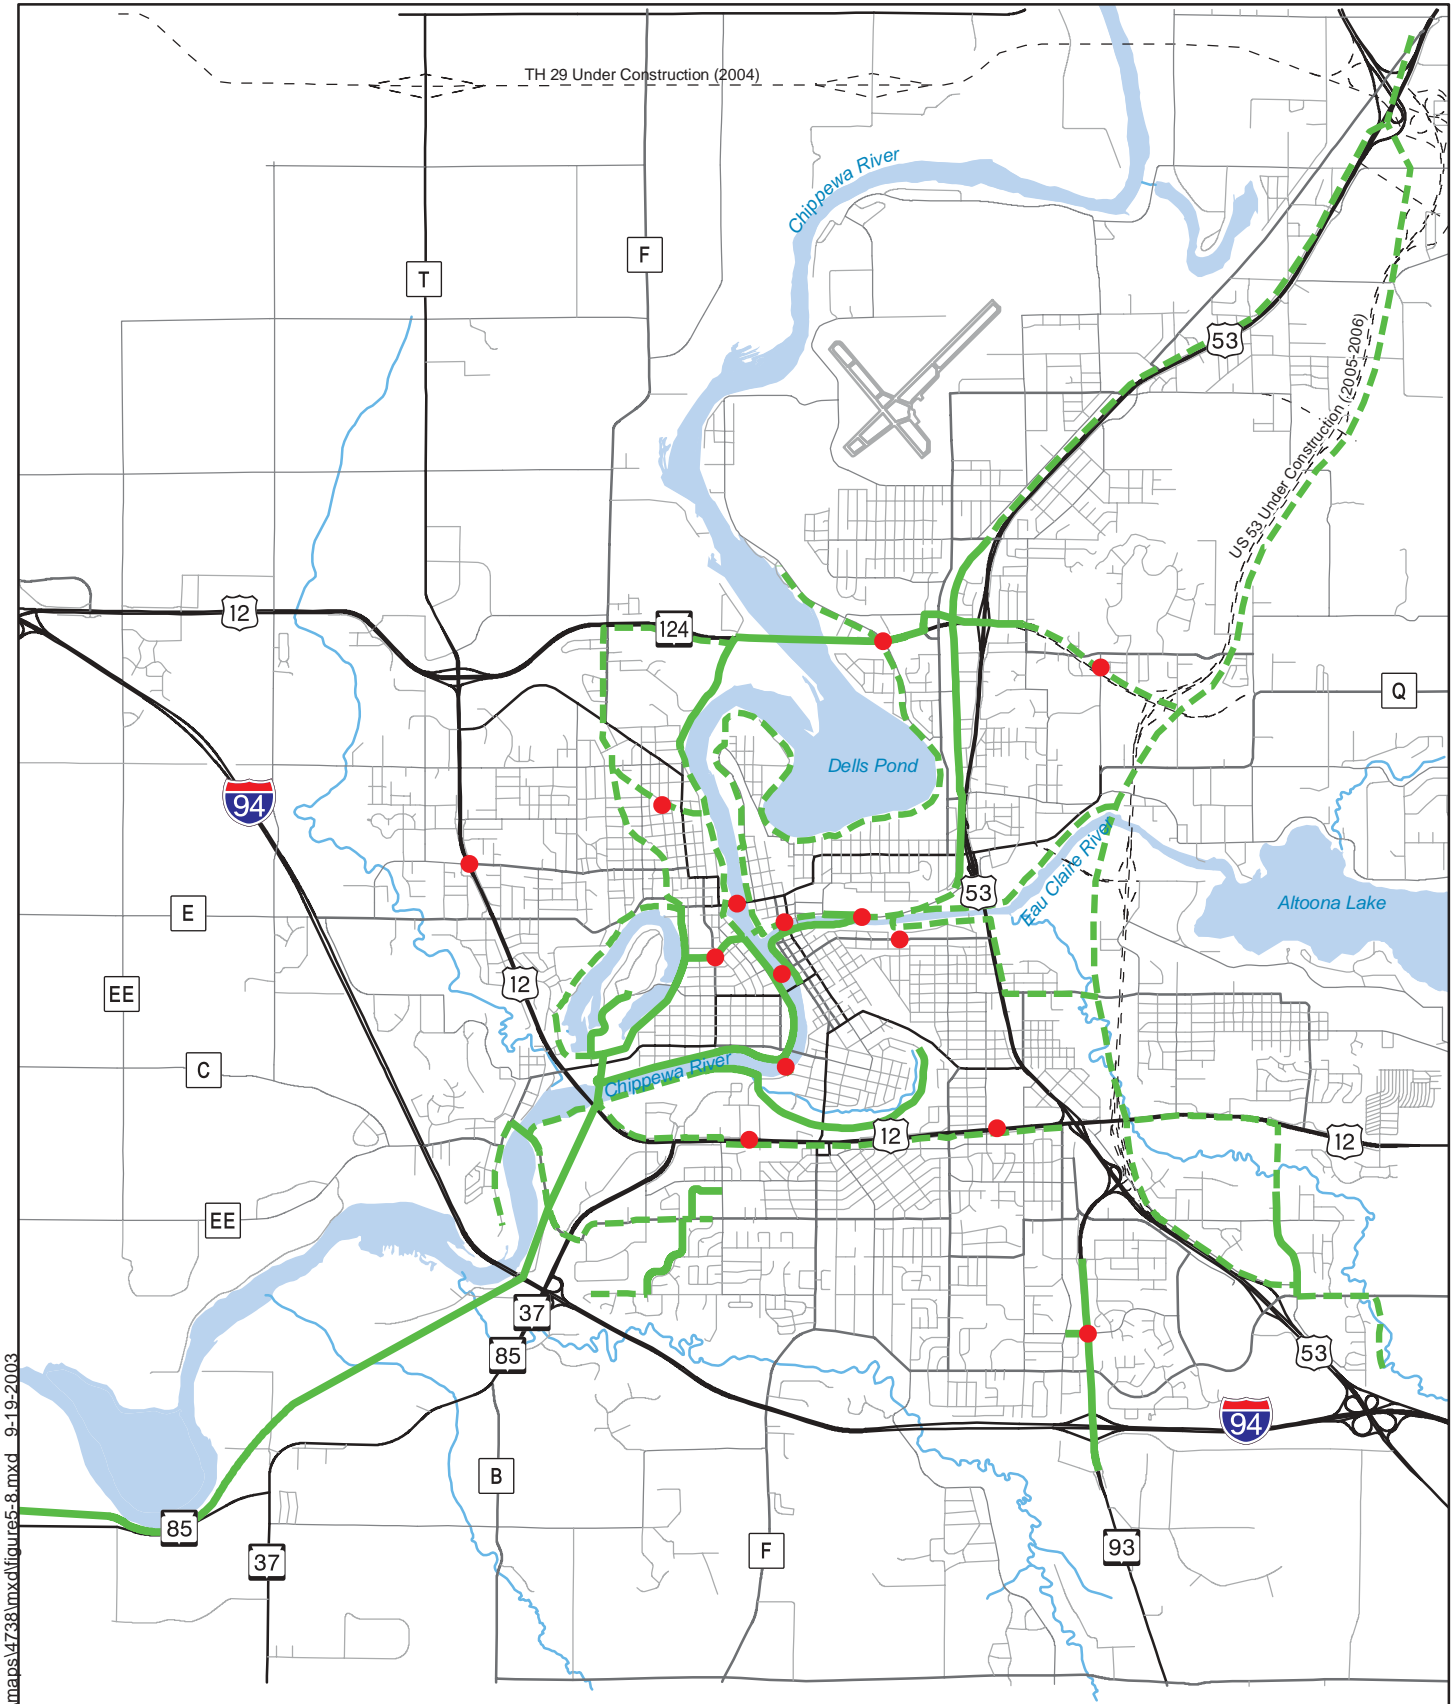 TH 29 Under Construction (2004)
Chippewa River
F
T
53
US 53 Under Construction (2005-2006)
12
124
Q
Dells Pond
94
Eau Claire River
53
Altoona Lake
E
12
EE
C
Chippewa River
12
12
EE
37
85
53
94
B
85
F
93
37
maps\4738\mxd\figure5-8.mxd 9-19-2003